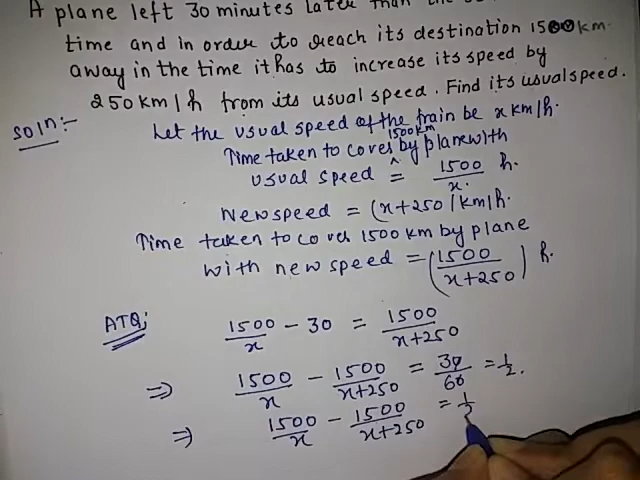 A plane left 30 minutes later than the
time and in order to reach its destination 1500 km
away in the time it has to increase its speed by
250 km/h from its usual speed. Find its usual speed.
Soln:- Let the usual speed of the train be x km/h.
Time taken to cover 1500km by plane with
usual speed = 1500/x h.
New speed = (x+250) km/h.
Time taken to cover 1500 km by plane
with new speed = (1500/x+250) h.
ATQ; 1500/x - 30 = 1500/x+250
⇒ 1500/x - 1500/x+250 = 30/60 = 1/2.
⇒ 1500/x - 1500/x+250 = 1/2